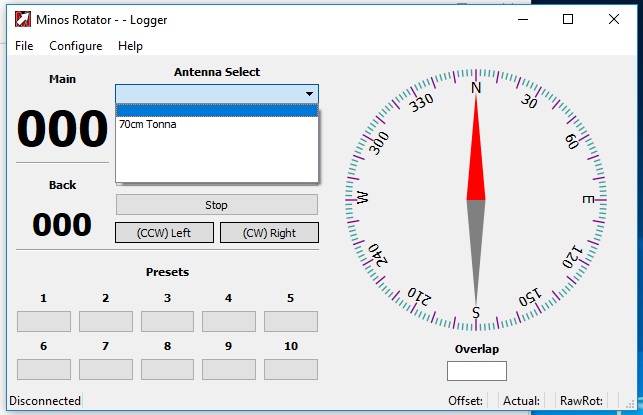 Minos Rotator - - Logger
File Configure Help
Main
000
Antenna Select
70cm Tonna
Back
000
Stop
(CCW) Left (CW) Right
Presets
1 2 3 4 5
6 7 8 9 10
N
30
E
120
150
S
210
240
W
300
330
Overlap
Disconnected Offset: Actual: RawRot: